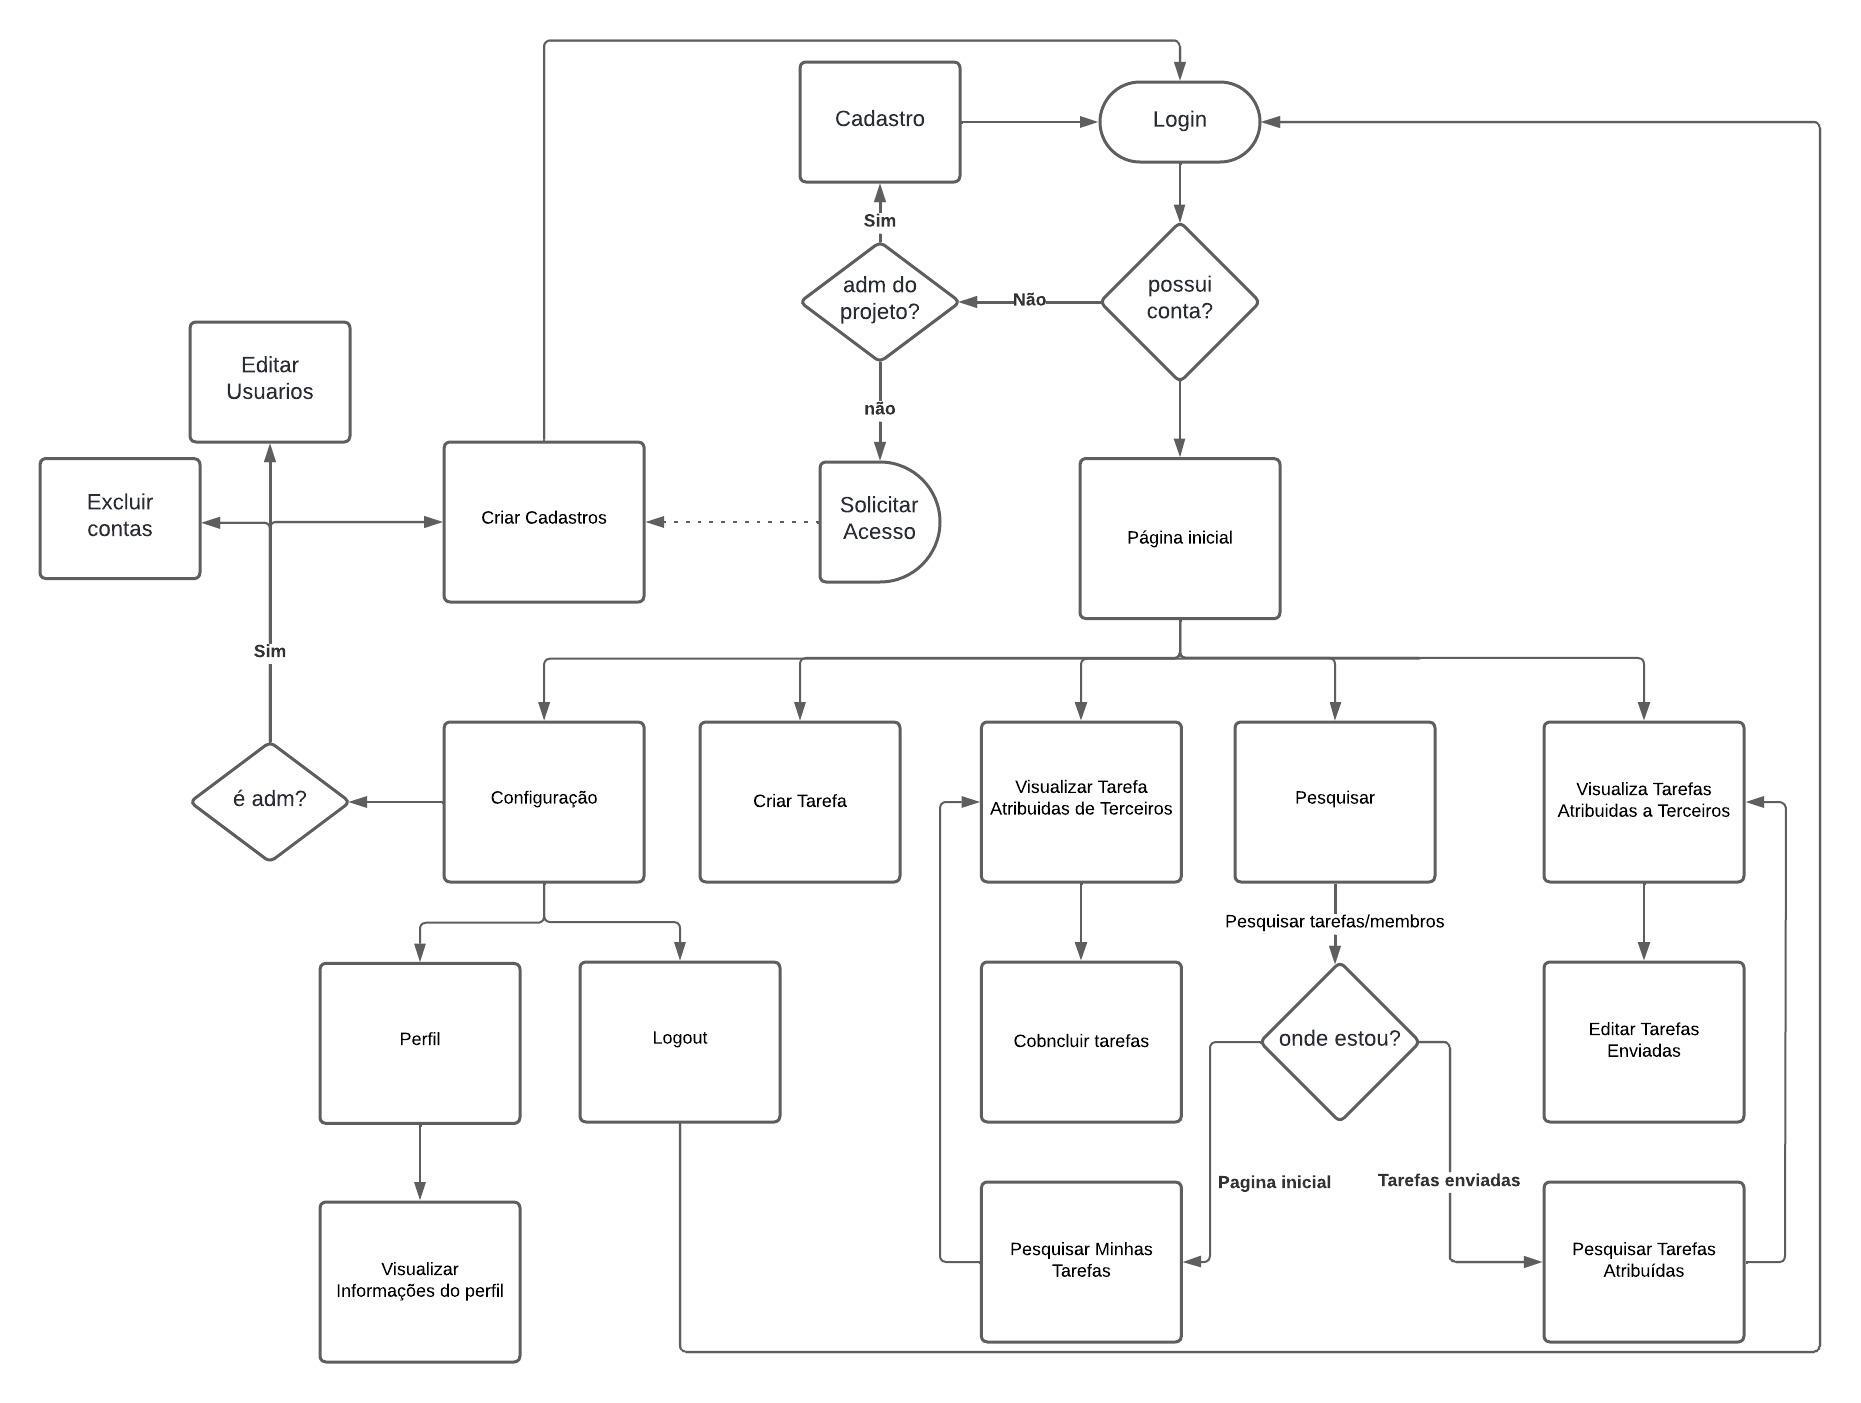 Cadastro
Login
Sim
adm do
projeto?
Não
possui
conta?
Editar
Usuarios
não
Excluir
contas
Criar Cadastros
Solicitar
Acesso
Página inicial
Sim
é adm?
Configuração
Criar Tarefa
Visualizar Tarefa
Atribuidas de Terceiros
Pesquisar
Visualiza Tarefas
Atribuidas a Terceiros
Pesquisar tarefas/membros
Perfil
Logout
Cobncluir tarefas
onde estou?
Editar Tarefas
Enviadas
Pagina inicial
Tarefas enviadas
Visualizar
Informações do perfil
Pesquisar Minhas
Tarefas
Pesquisar Tarefas
Atribuídas